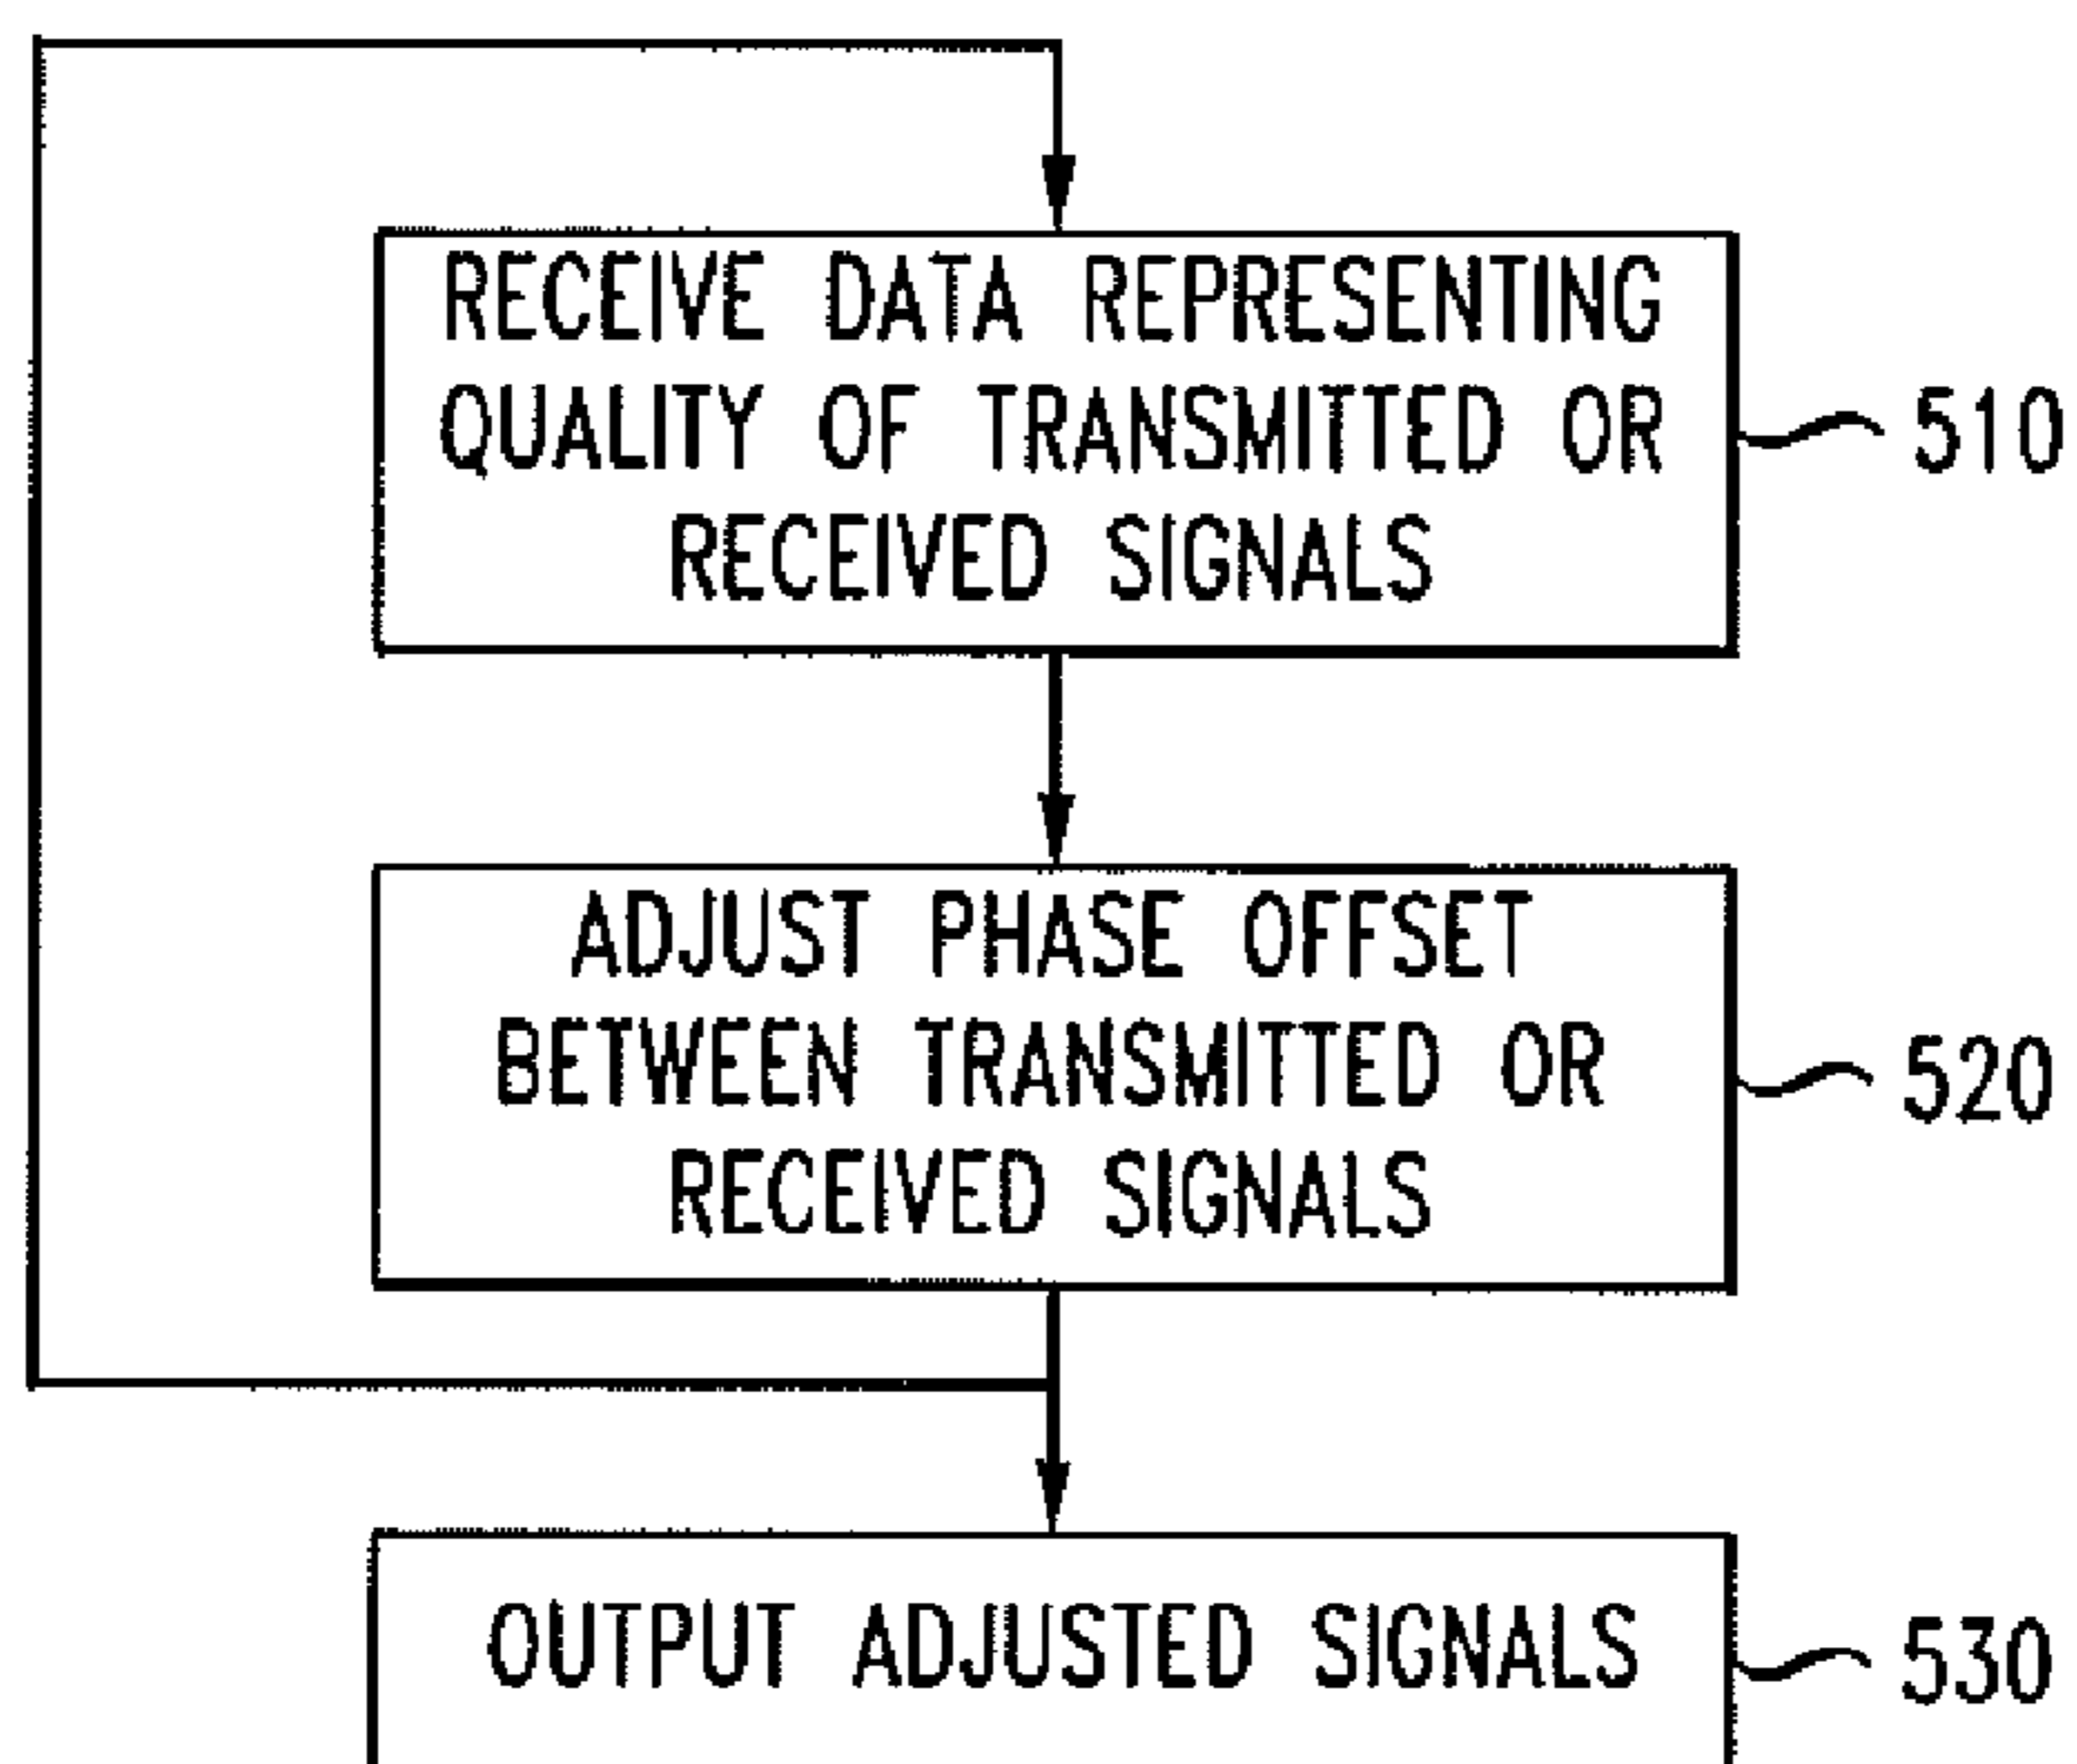 RECEIVE DATA REPRESENTING
QUALITY OF TRANSMITTED OR
RECEIVED SIGNALS
510
ADJUST PHASE OFFSET
BETWEEN TRANSMITTED OR
RECEIVED SIGNALS
520
OUTPUT ADJUSTED SIGNALS
530